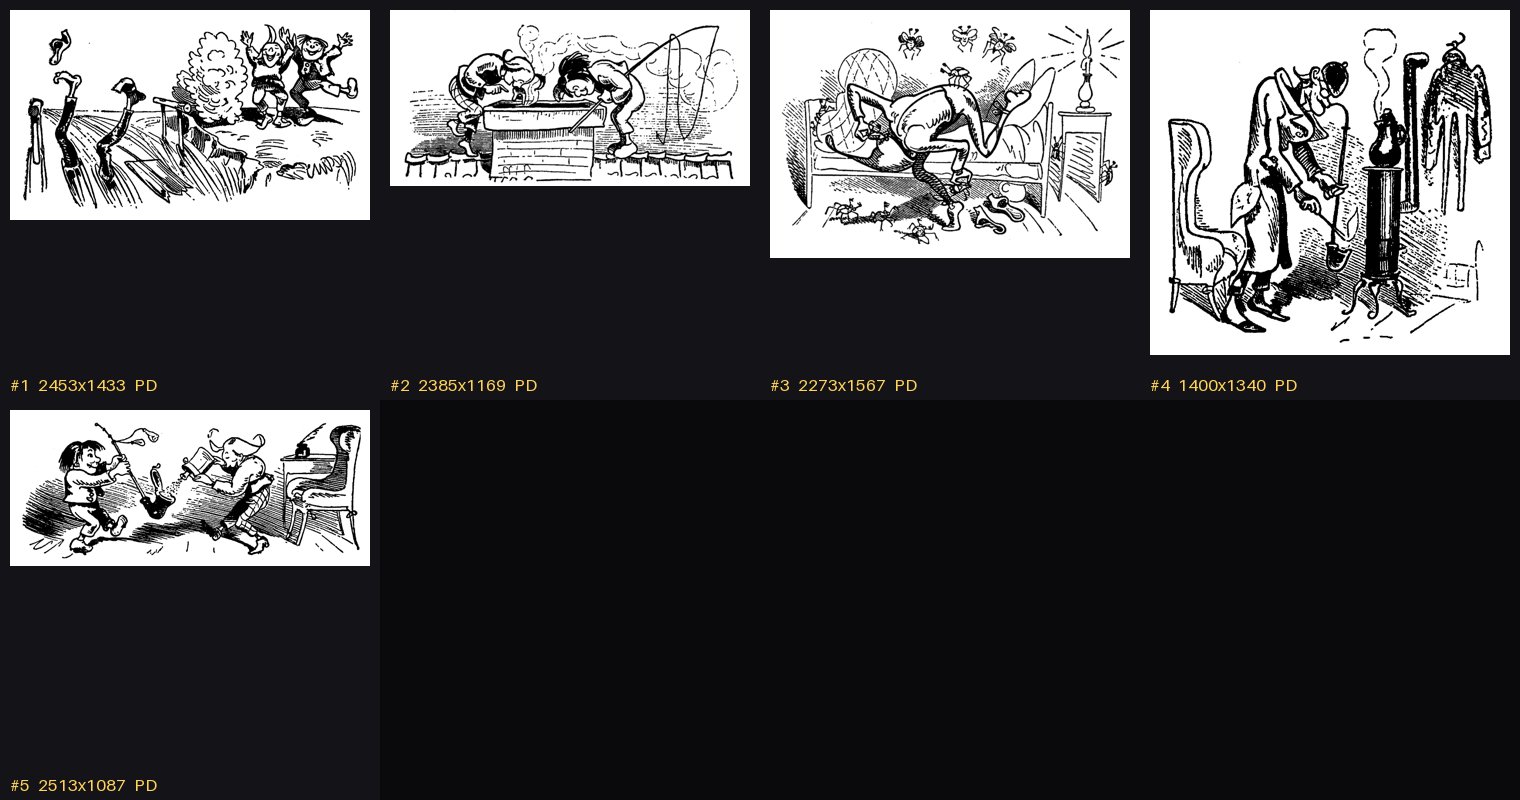 #1 2453x1433 PD
#2 2385x1169 PD
#3 2273x1567 PD
#4 1400x1340 PD
#5 2513x1087 PD